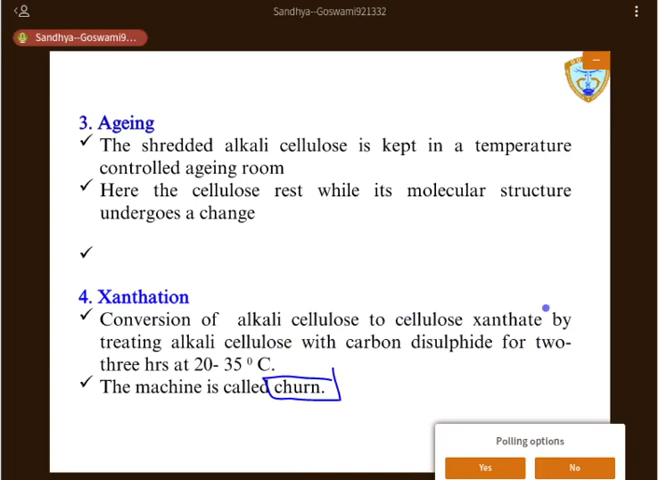 Sandhya--Goswami921332
Sandhya--Goswami9...
3. Ageing
✓ The shredded alkali cellulose is kept in a temperature
controlled ageing room
✓ Here the cellulose rest while its molecular structure
undergoes a change
✓
4. Xanthation
✓ Conversion of alkali cellulose to cellulose xanthate by
treating alkali cellulose with carbon disulphide for two-
three hrs at 20- 35 ⁰ C.
✓ The machine is called churn.
Polling options
Yes No